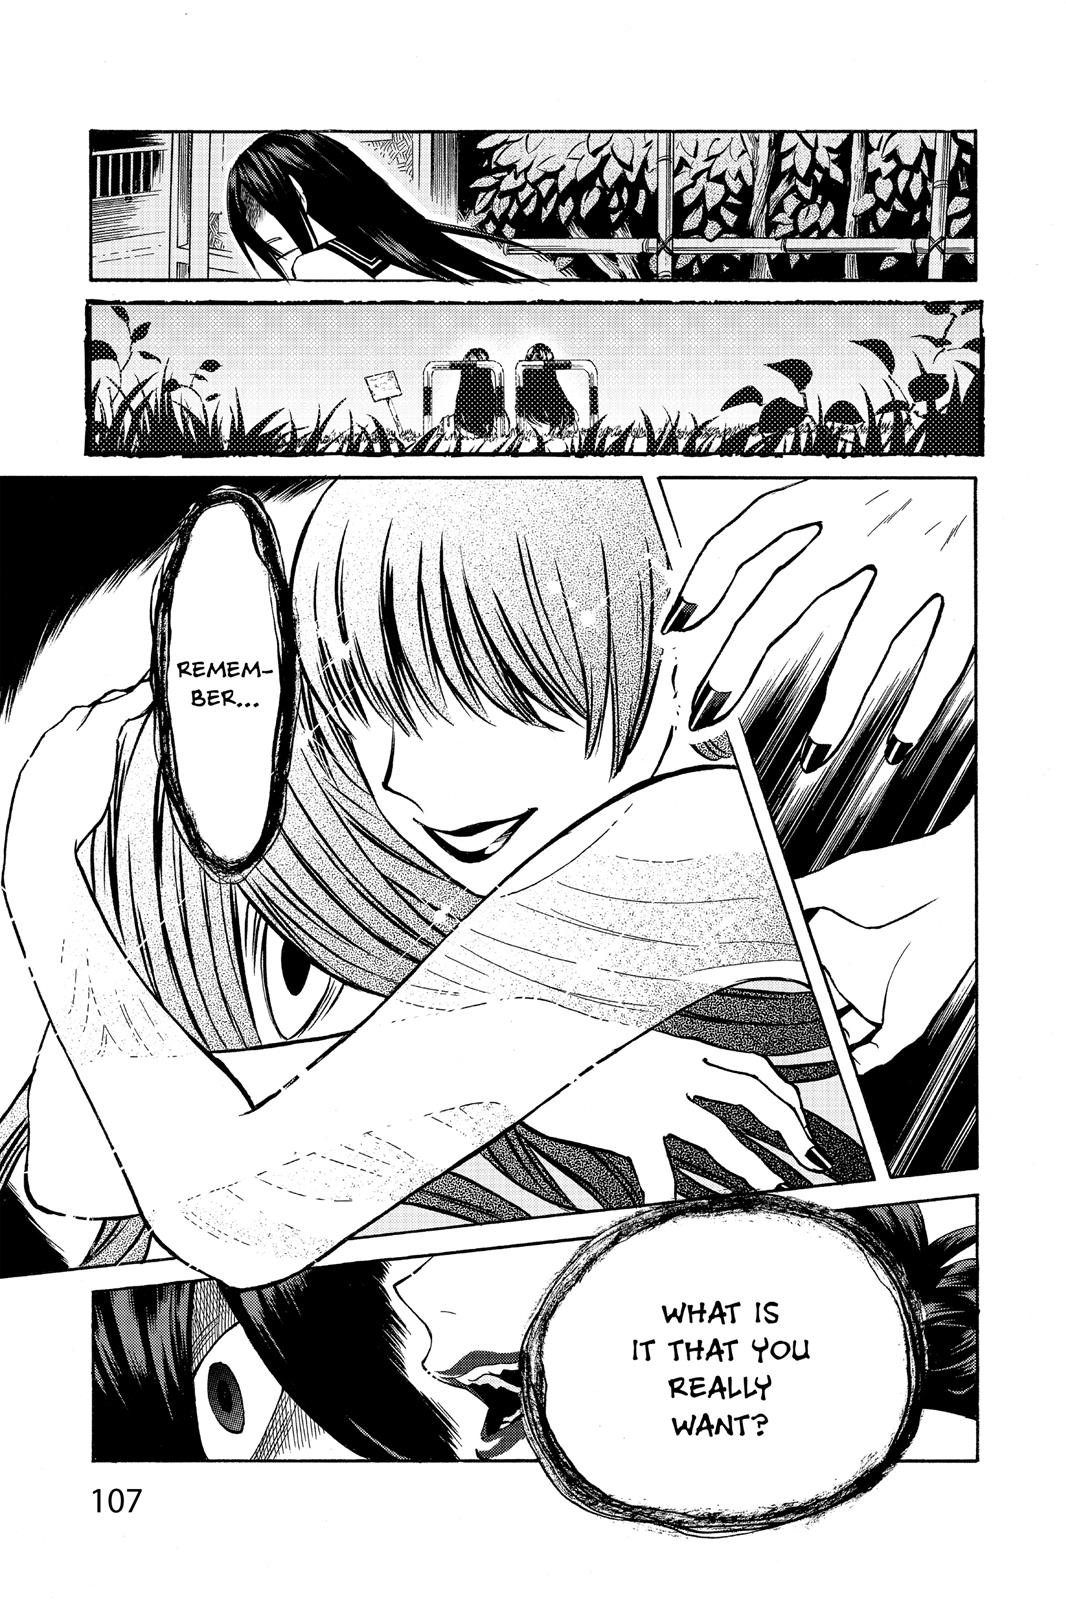 REMEM-
BER...
WHAT IS
IT THAT YOU
REALLY
WANT?
107